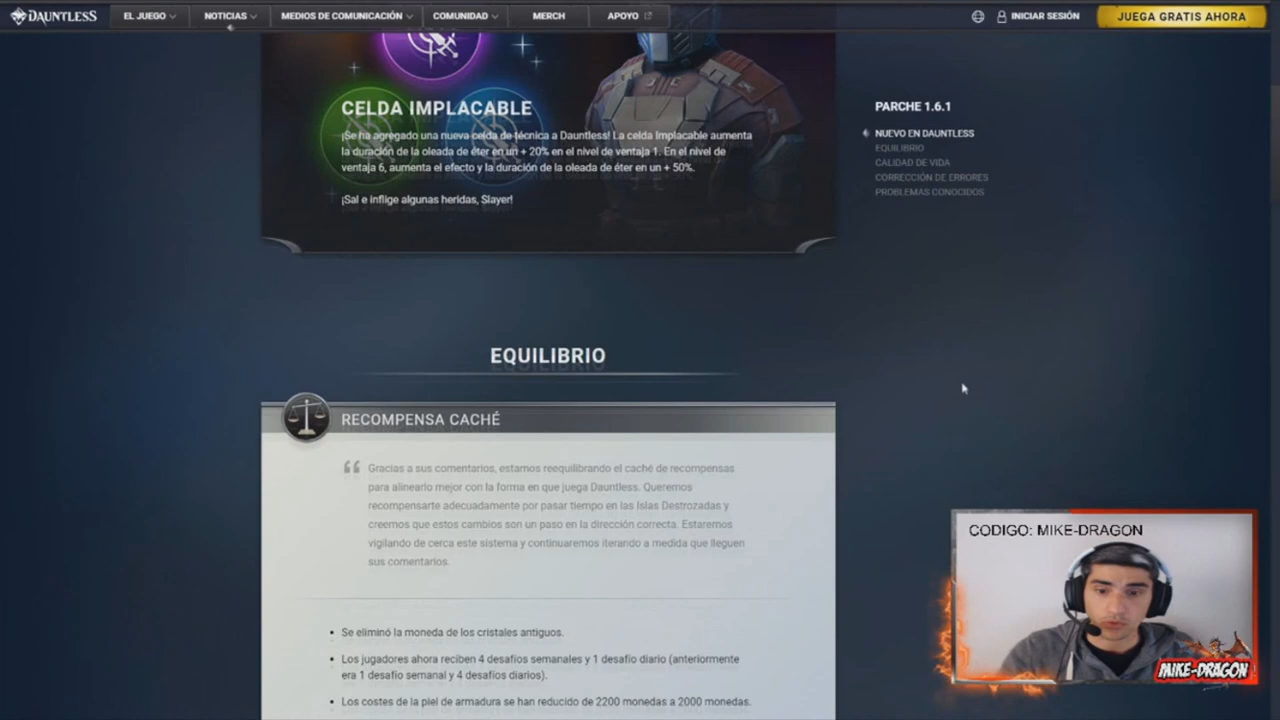 DAUNTLESS
EL JUEGO
NOTICIAS
MEDIOS DE COMUNICACIÓN
COMUNIDAD
MERCH
APOYO
INICIAR SESIÓN
JUEGA GRATIS AHORA
CELDA IMPLACABLE
¡Se ha agregado una nueva celda de técnica a Dauntless! La celda Implacable aumenta
la duración de la oleada de éter en un + 20% en el nivel de ventaja 1. En el nivel de
ventaja 6, aumenta el efecto y la duración de la oleada de éter en un + 50%.
¡Sal e inflige algunas heridas, Slayer!
PARCHE 1.6.1
NUEVO EN DAUNTLESS
EQUILIBRIO
CALIDAD DE VIDA
CORRECCIÓN DE ERRORES
PROBLEMAS CONOCIDOS
EQUILIBRIO
RECOMPENSA CACHÉ
Gracias a sus comentarios, estamos reequilibrando el caché de recompensas
para alinearlo mejor con la forma en que juega Dauntless. Queremos
recompensarte adecuadamente por pasar tiempo en las Islas Destrozadas y
creemos que estos cambios son un paso en la dirección correcta. Estaremos
vigilando de cerca este sistema y continuaremos iterando a medida que lleguen
sus comentarios.
• Se eliminó la moneda de los cristales antiguos.
• Los jugadores ahora reciben 4 desafíos semanales y 1 desafío diario (anteriormente
era 1 desafío semanal y 4 desafíos diarios).
• Los costes de la piel de armadura se han reducido de 2200 monedas a 2000 monedas.
CODIGO: MIKE-DRAGON
MIKE-DRAGON